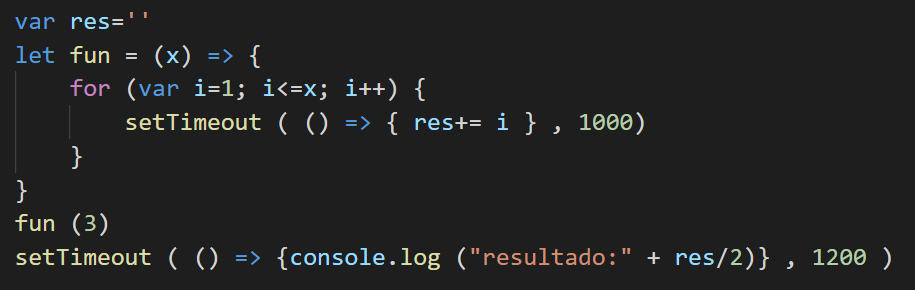 var res=''
let fun = (x) => {
    for (var i=1; i<=x; i++) {
        setTimeout ( () => { res+= i } , 1000)
    }
}
fun (3)
setTimeout ( () => {console.log ("resultado:" + res/2)} , 1200 )